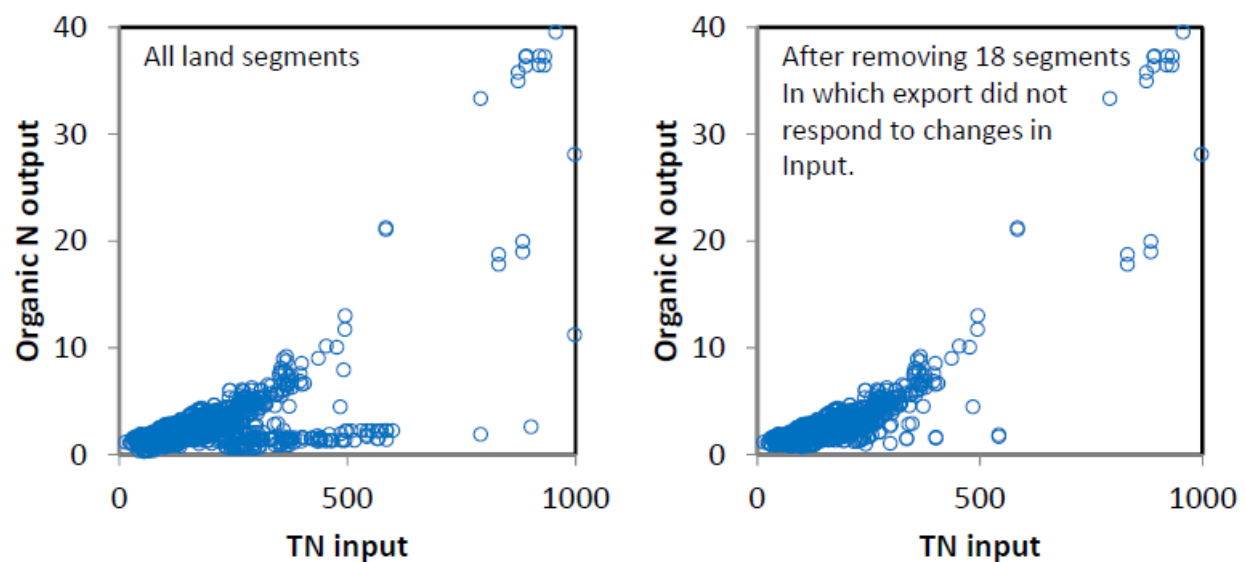 40
30
20
10
0
Organic N output
All land segments
0
500
1000
TN input
40
30
20
10
0
Organic N output
After removing 18 segments
In which export did not
respond to changes in
Input.
0
500
1000
TN input